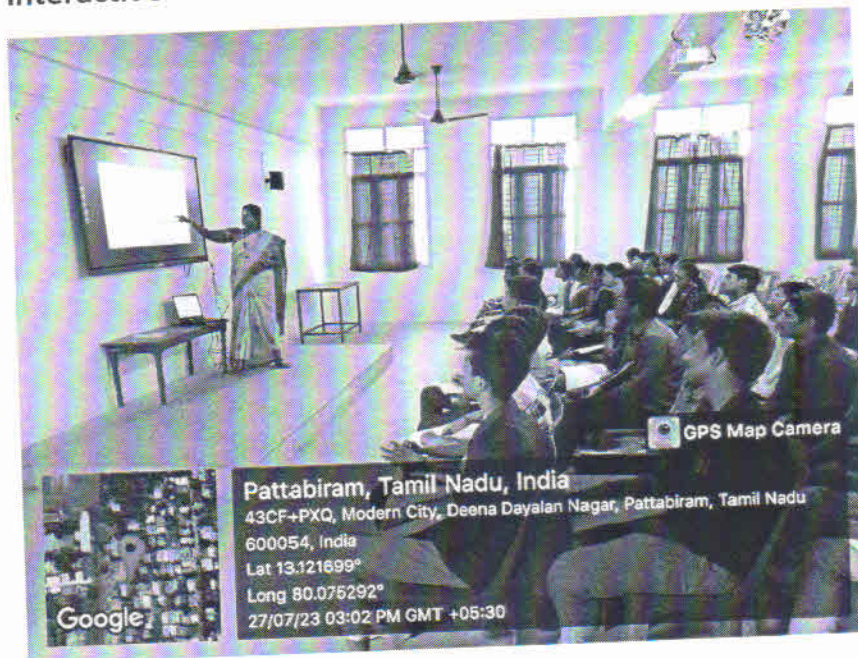 GPS Map Camera
Pattabiram, Tamil Nadu, India
43CF+PXQ, Modern City, Deena Dayalan Nagar, Pattabiram, Tamil Nadu
600054, India
Lat 13.121699°
Long 80.075292°
27/07/23 03:02 PM GMT +05:30
Google